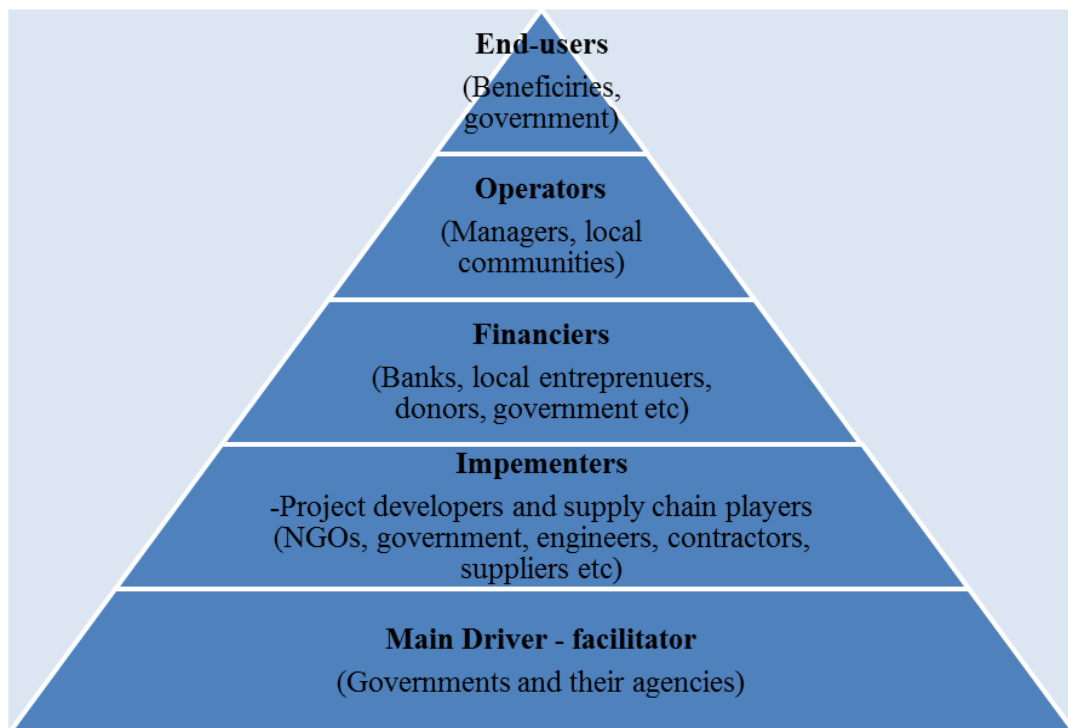 End-users
(Beneficiries,
government)
Operators
(Managers, local
communities)
Financiers
(Banks, local entreprenuers,
donors, government etc)
Impementers
-Project developers and supply chain players
(NGOs, government, engineers, contractors,
suppliers etc)
Main Driver - facilitator
(Governments and their agencies)